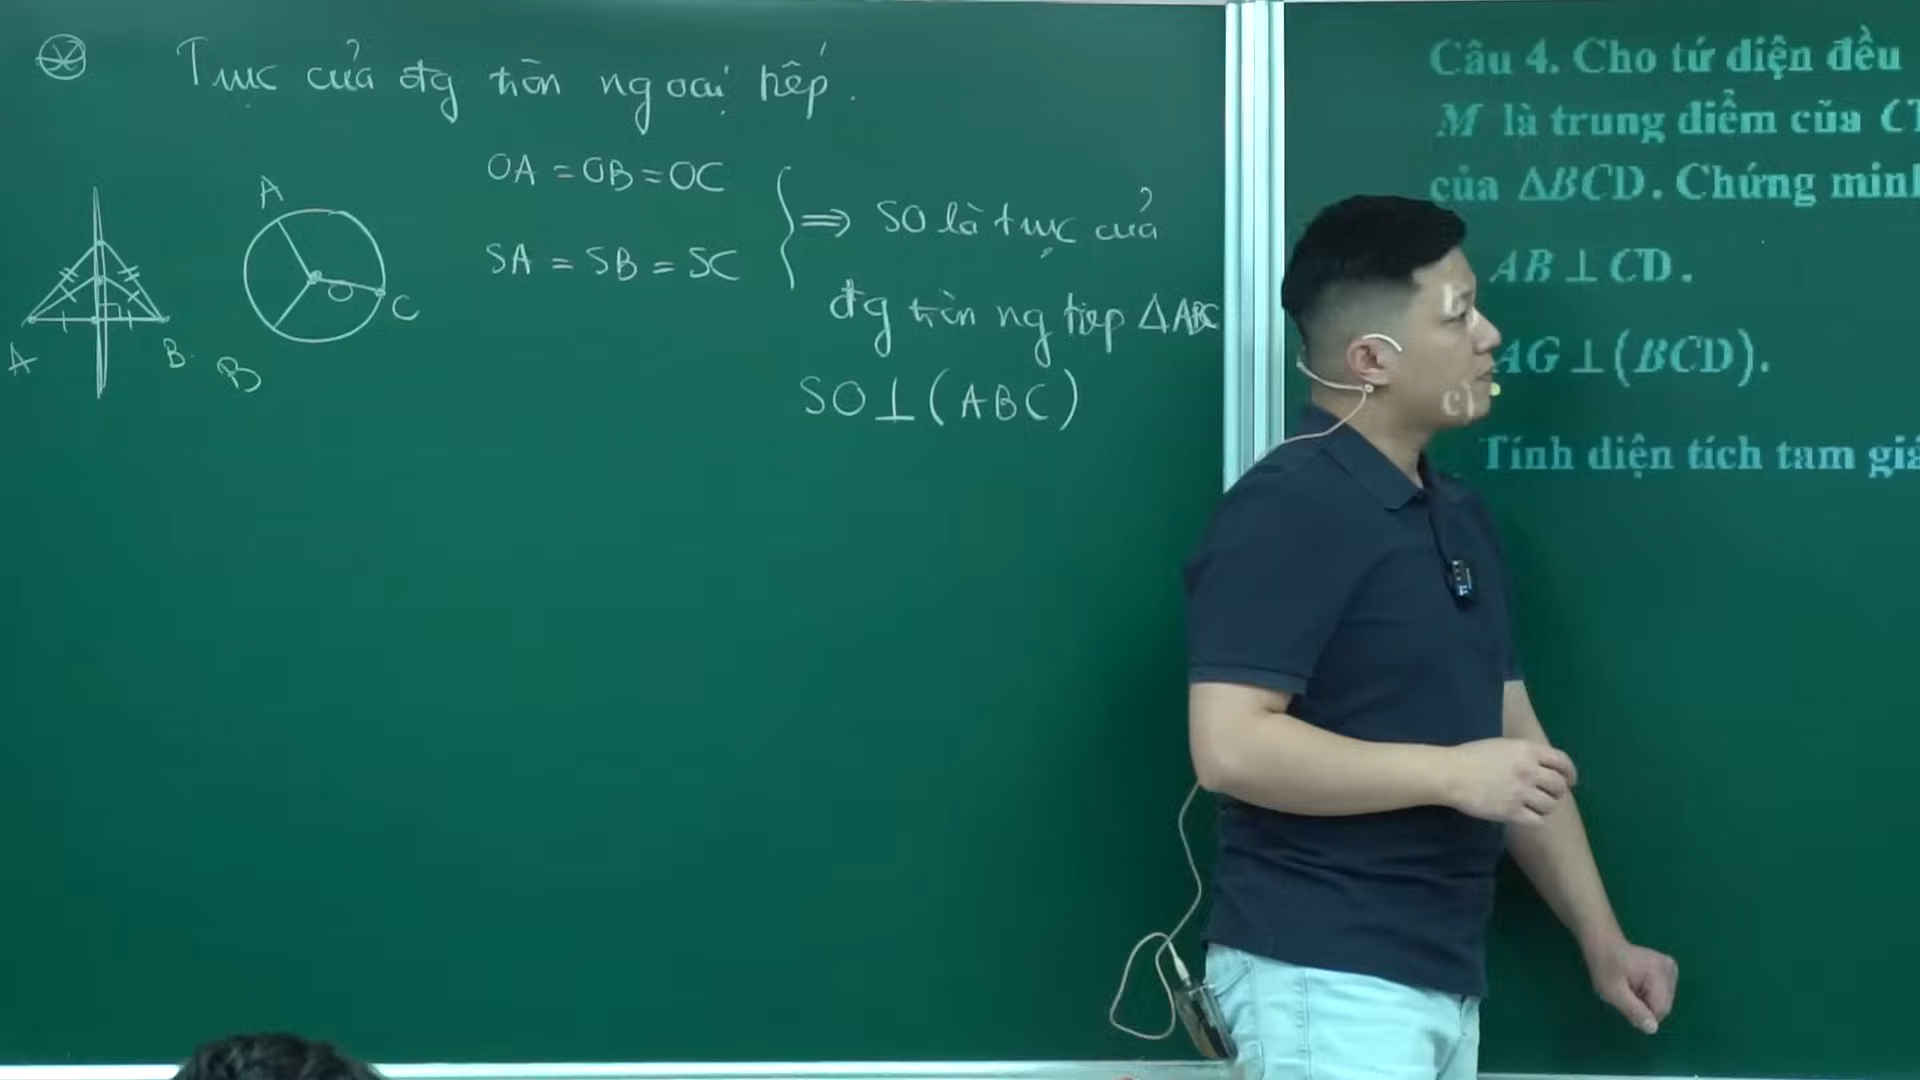 Trục của đg tròn ngoại tiếp.
OA = OB = OC
SA = SB = SC
} ⇒ SO là trục của
đg tròn ng tiếp ΔABC
SO ⊥ (ABC)
A
B
A
O
C
B
Câu 4. Cho tứ diện đều
M là trung điểm của
của ΔBCD. Chứng minh
AB ⊥ CD.
AG ⊥ (BCD).
c)
Tính diện tích tam